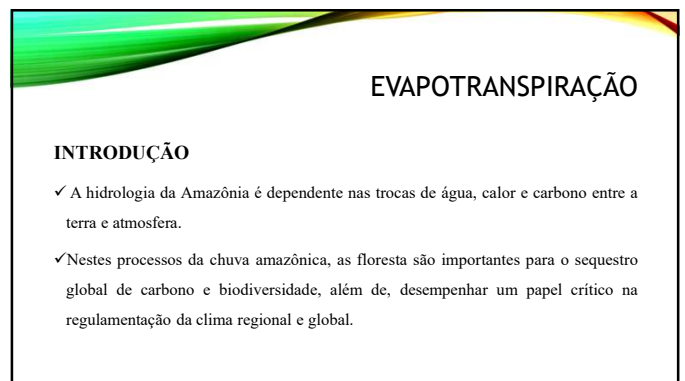 EVAPOTRANSPIRAÇÃO
INTRODUÇÃO
✓ A hidrologia da Amazônia é dependente nas trocas de água, calor e carbono entre a
terra e atmosfera.
✓Nestes processos da chuva amazônica, as floresta são importantes para o sequestro
global de carbono e biodiversidade, além de, desempenhar um papel crítico na
regulamentação da clima regional e global.